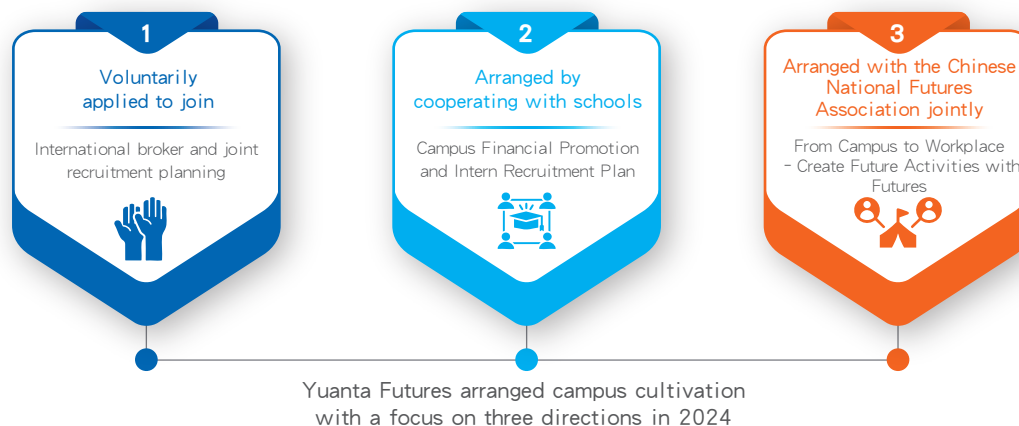 1
Voluntarily
applied to join
International broker and joint
recruitment planning
2
Arranged by
cooperating with schools
Campus Financial Promotion
and Intern Recruitment Plan
3
Arranged with the Chinese
National Futures
Association jointly
From Campus to Workplace
- Create Future Activities with
Futures
Yuanta Futures arranged campus cultivation
with a focus on three directions in 2024